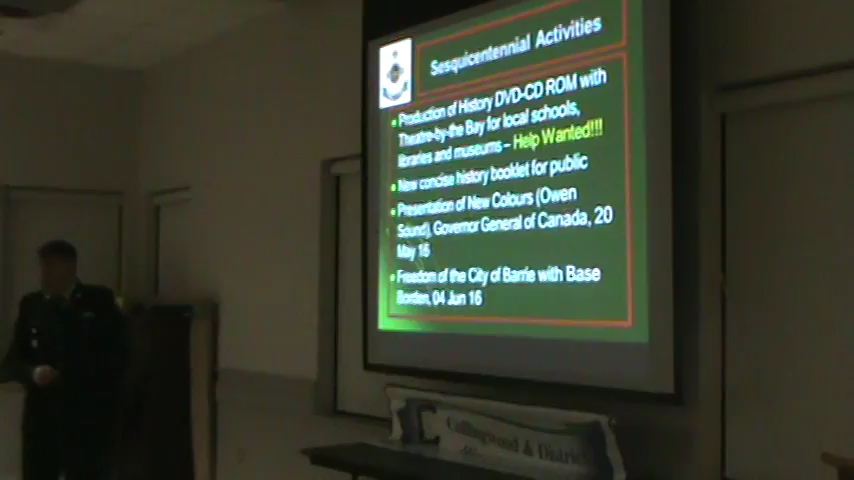 Sesquicentennial Activities
Production of History DVD-CD ROM with
Theatre-by-the Bay for local schools,
libraries and museums – Help Wanted!!!
New concise history booklet for public
Presentation of New Colours (Owen
Sound), Governor General of Canada, 20
May 16
Freedom of the City of Barrie with Base
Borden, 04 Jun 16
Collingwood & District